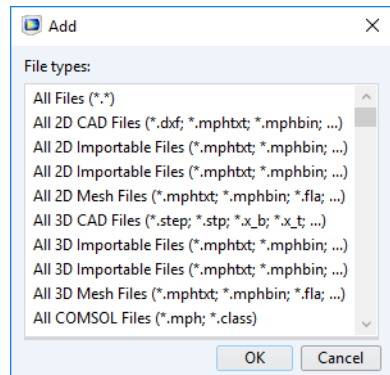 Add
File types:
All Files (*.*)
All 2D CAD Files (*.dxf; *.mphtxt; *.mphbin; ...)
All 2D Importable Files (*.mphtxt; *.mphbin; ...)
All 2D Importable Files (*.mphtxt; *.mphbin; ...)
All 2D Mesh Files (*.mphtxt; *.mphbin; *.fla; ...)
All 3D CAD Files (*.step; *.stp; *.x_b; *.x_t; ...)
All 3D Importable Files (*.mphtxt; *.mphbin; ...)
All 3D Importable Files (*.mphtxt; *.mphbin; ...)
All 3D Mesh Files (*.mphtxt; *.mphbin; *.fla; ...)
All COMSOL Files (*.mph; *.class)
OK Cancel